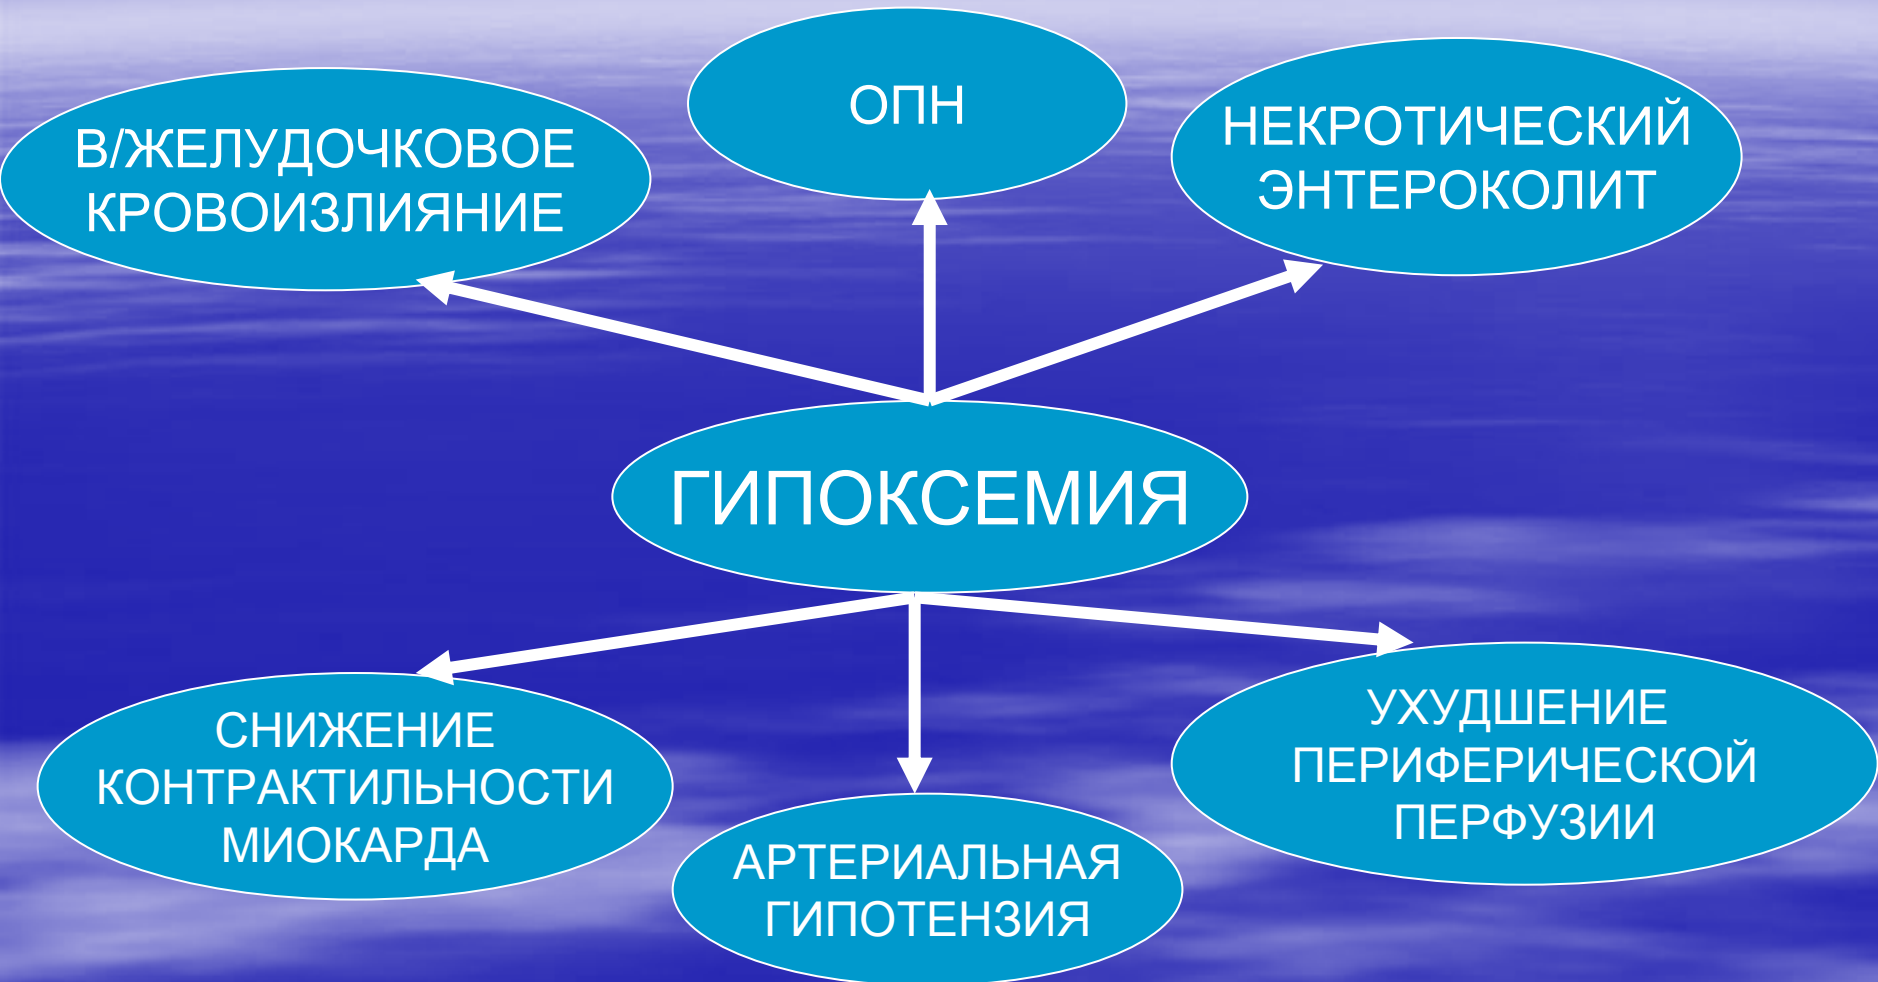 В/ЖЕЛУДОЧКОВОЕ
КРОВОИЗЛИЯНИЕ
ОПН
НЕКРОТИЧЕСКИЙ
ЭНТЕРОКОЛИТ
ГИПОКСЕМИЯ
СНИЖЕНИЕ
КОНТРАКТИЛЬНОСТИ
МИОКАРДА
АРТЕРИАЛЬНАЯ
ГИПОТЕНЗИЯ
УХУДШЕНИЕ
ПЕРИФЕРИЧЕСКОЙ
ПЕРФУЗИИ